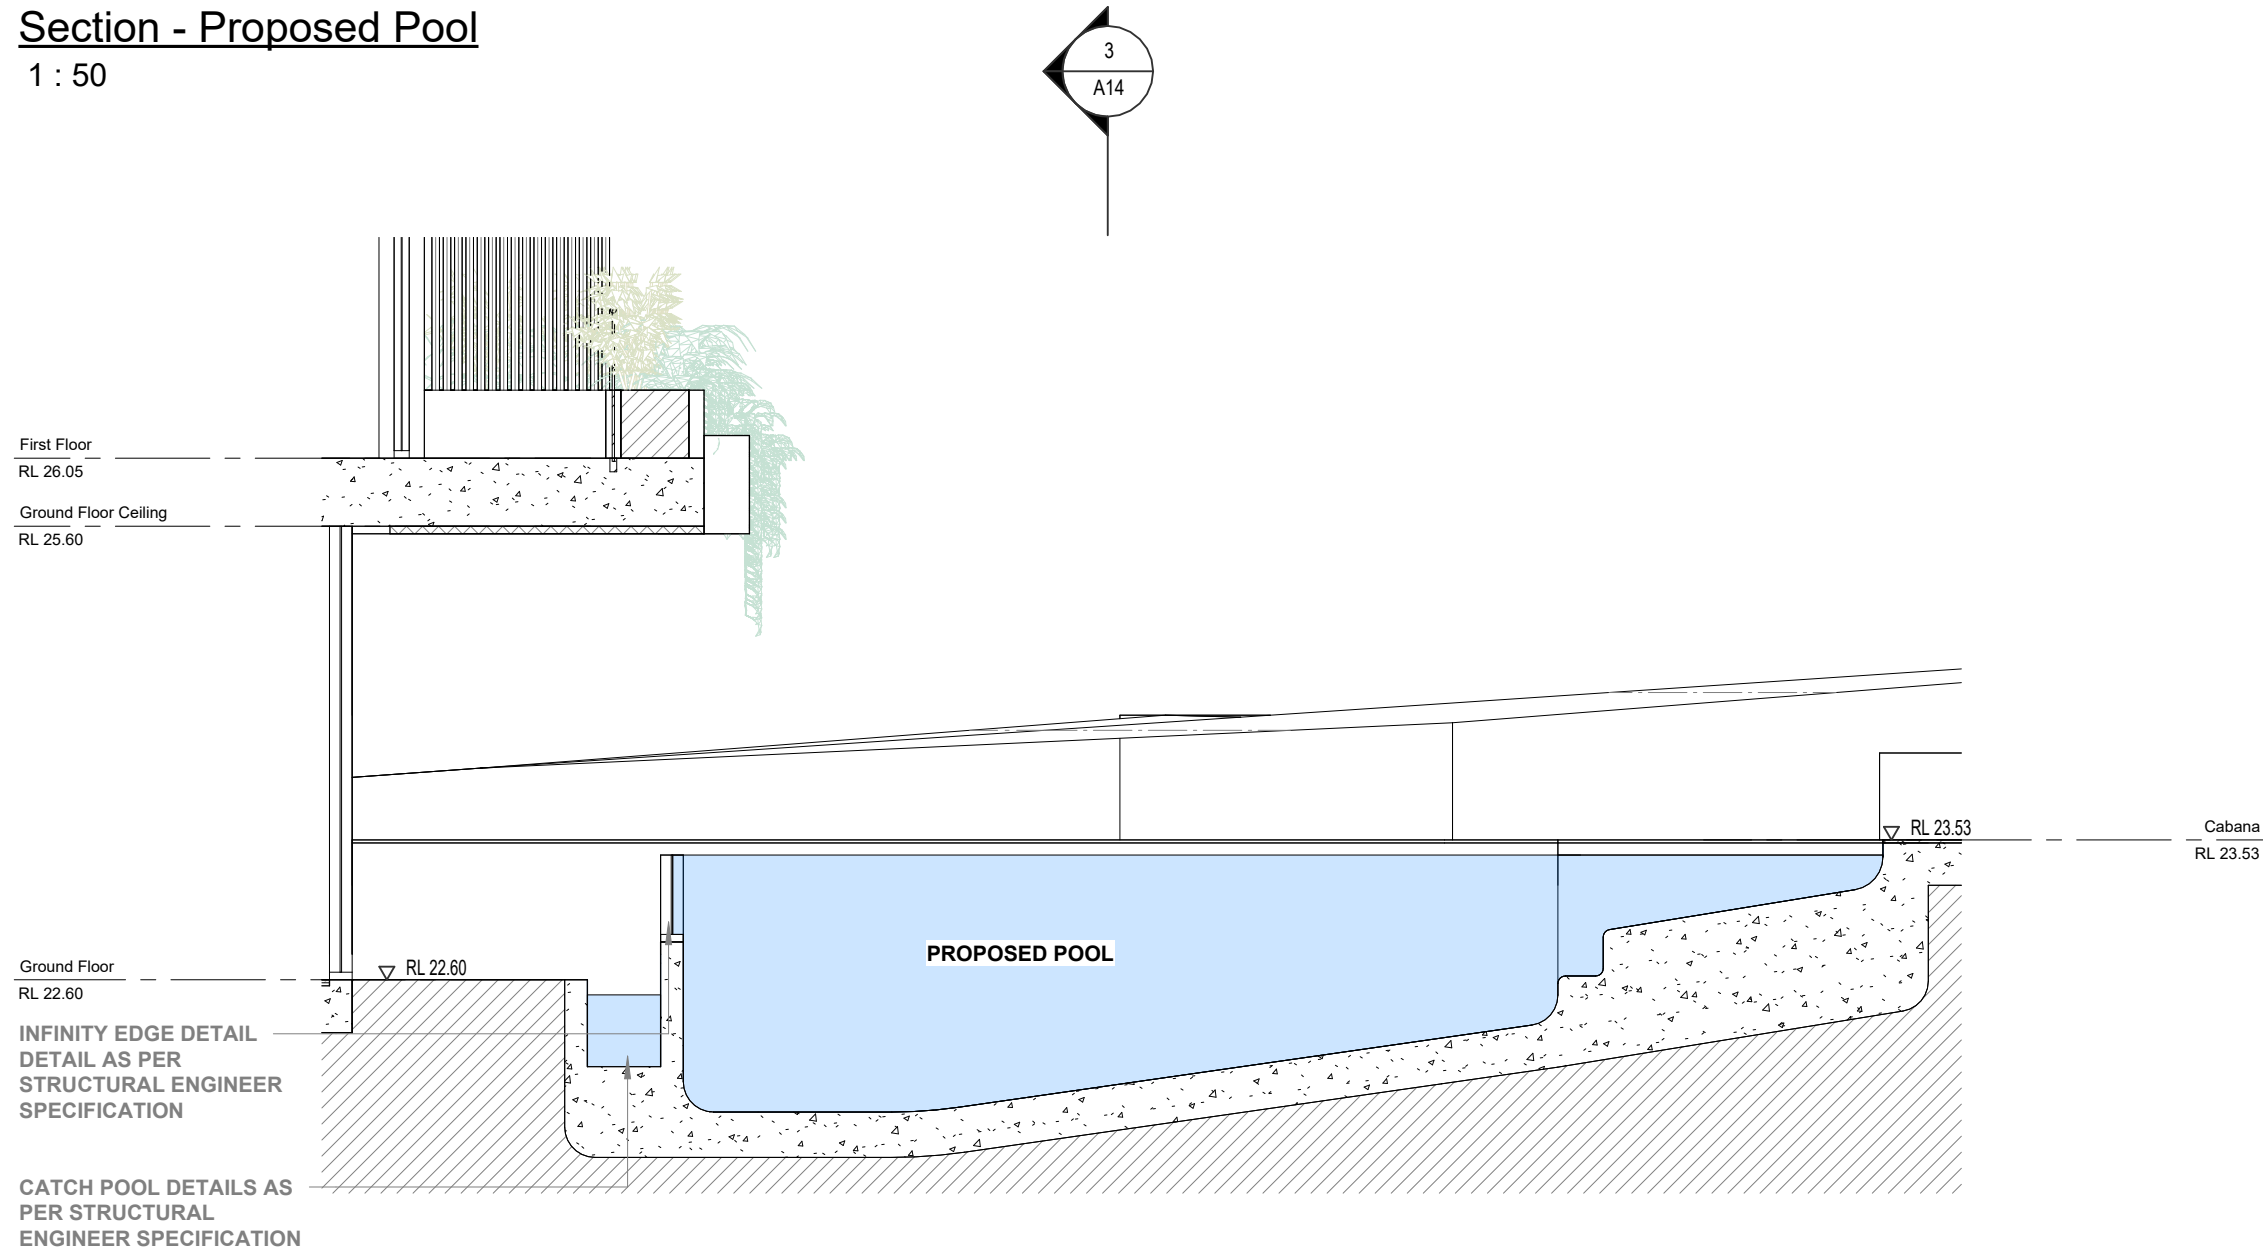 Section - Proposed Pool
1 : 50
3
A14
First Floor
RL 26.05
Ground Floor Ceiling
RL 25.60
RL 23.53
Cabana
RL 23.53
PROPOSED POOL
Ground Floor
RL 22.60
RL 22.60
INFINITY EDGE DETAIL
DETAIL AS PER
STRUCTURAL ENGINEER
SPECIFICATION
CATCH POOL DETAILS AS
PER STRUCTURAL
ENGINEER SPECIFICATION